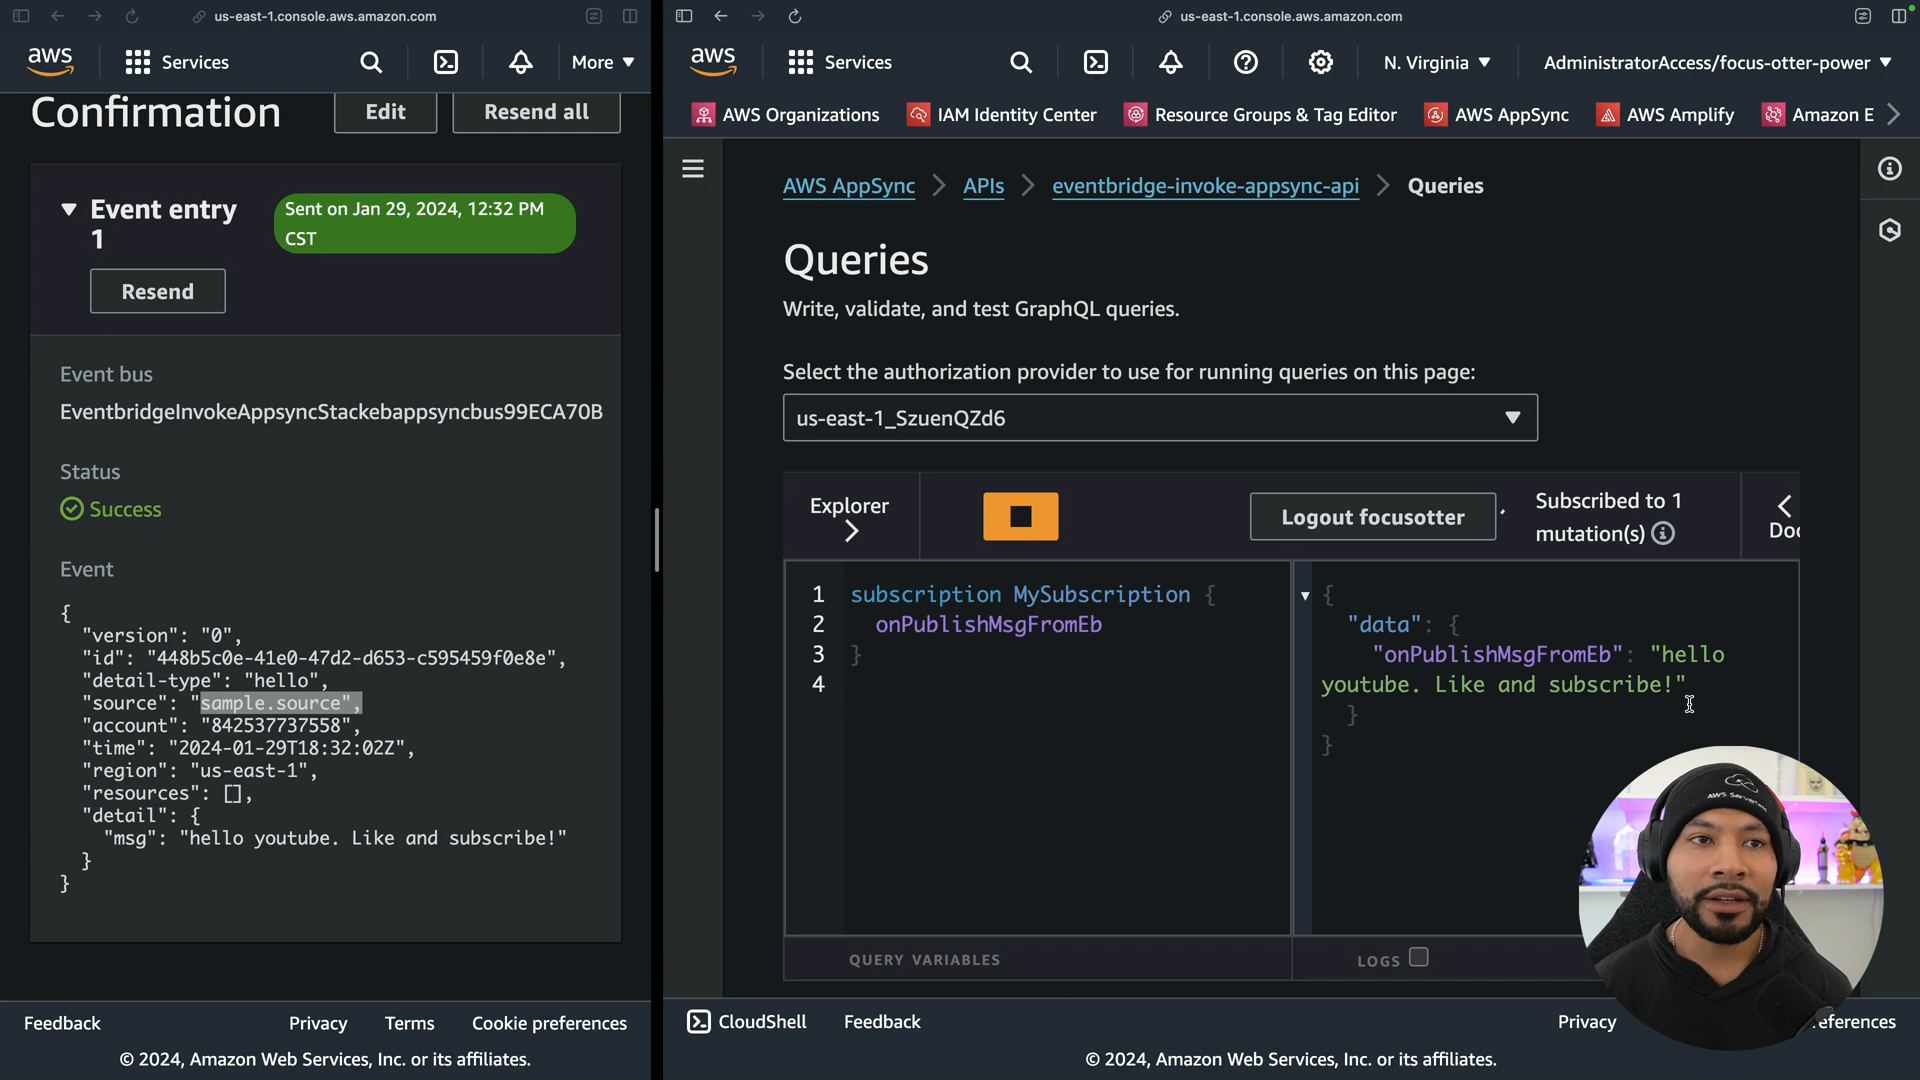 us-east-1.console.aws.amazon.com
aws
Services
More
Confirmation
Edit
Resend all
Event entry
1
Sent on Jan 29, 2024, 12:32 PM
CST
Resend
Event bus
EventbridgeInvokeAppsyncStackebappsyncbus99ECA70B
Status
Success
Event
{
"version": "0",
"id": "448b5c0e-41e0-47d2-d653-c595459f0e8e",
"detail-type": "hello",
"source": "sample.source",
"account": "842537737558",
"time": "2024-01-29T18:32:02Z",
"region": "us-east-1",
"resources": [],
"detail": {
"msg": "hello youtube. Like and subscribe!"
}
}
Feedback
Privacy
Terms
Cookie preferences
© 2024, Amazon Web Services, Inc. or its affiliates.
us-east-1.console.aws.amazon.com
aws
Services
N. Virginia
AdministratorAccess/focus-otter-power
AWS Organizations
IAM Identity Center
Resource Groups & Tag Editor
AWS AppSync
AWS Amplify
Amazon E
AWS AppSync
APIs
eventbridge-invoke-appsync-api
Queries
Queries
Write, validate, and test GraphQL queries.
Select the authorization provider to use for running queries on this page:
us-east-1_SzuenQZd6
Explorer
Logout focusotter
Subscribed to 1
mutation(s)
Doc
1 subscription MySubscription {
2 onPublishMsgFromEb
3 }
4
{
"data": {
"onPublishMsgFromEb": "hello
youtube. Like and subscribe!"
}
}
QUERY VARIABLES
LOGS
AWS Serverless
CloudShell
Feedback
Privacy
eferences
© 2024, Amazon Web Services, Inc. or its affiliates.